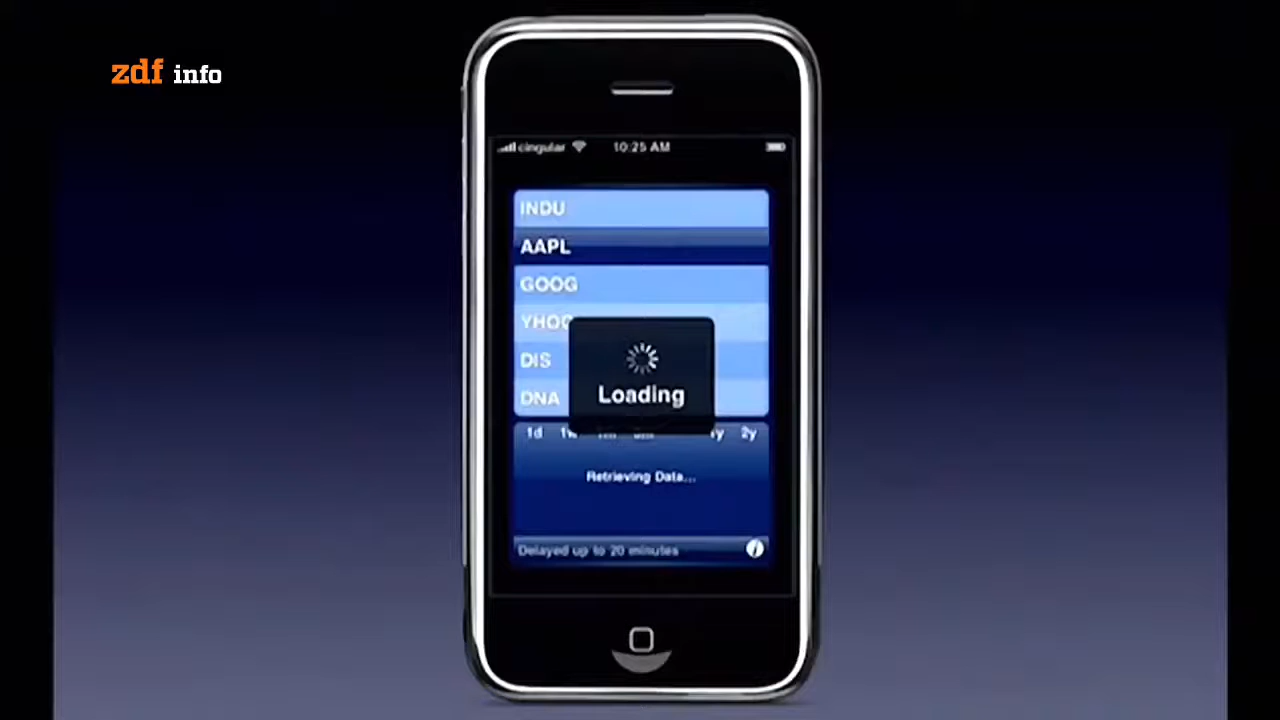 zdf info
cingular 10:25 AM
INDU
AAPL
GOOG
DIS
DNA
Loading
1d
2y
Retrieving Data...
Delayed up to 20 minutes